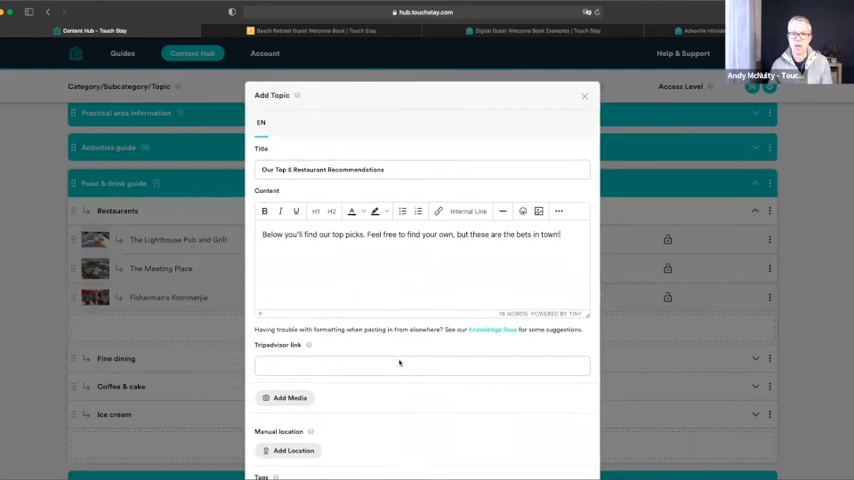 hub.touchstay.com
Content Hub - Touch Stay
Beach Retreat Guest Welcome Book | Touch Stay
Digital Guest Welcome Book Examples | Touch Stay
Asheville Hillside
Guides
Content Hub
Account
Help & Support
Andy McNulty - Touc...
Category/Subcategory/Topic
Access Level
Add Topic
Practical area information
EN
Activities guide
Title
Our Top 5 Restaurant Recommendations
Food & drink guide
Content
Restaurants
B I U H1 H2 A Internal Link
The Lighthouse Pub and Grill
Below you'll find our top picks. Feel free to find your own, but these are the bets in town!
The Meeting Place
Fisherman's Kommetjie
P
19 WORDS POWERED BY TINY
Having trouble with formatting when pasting in from elsewhere? See our Knowledge Base for some suggestions.
Tripadvisor link
Fine dining
Coffee & cake
Add Media
Ice cream
Manual location
Add Location
Tags